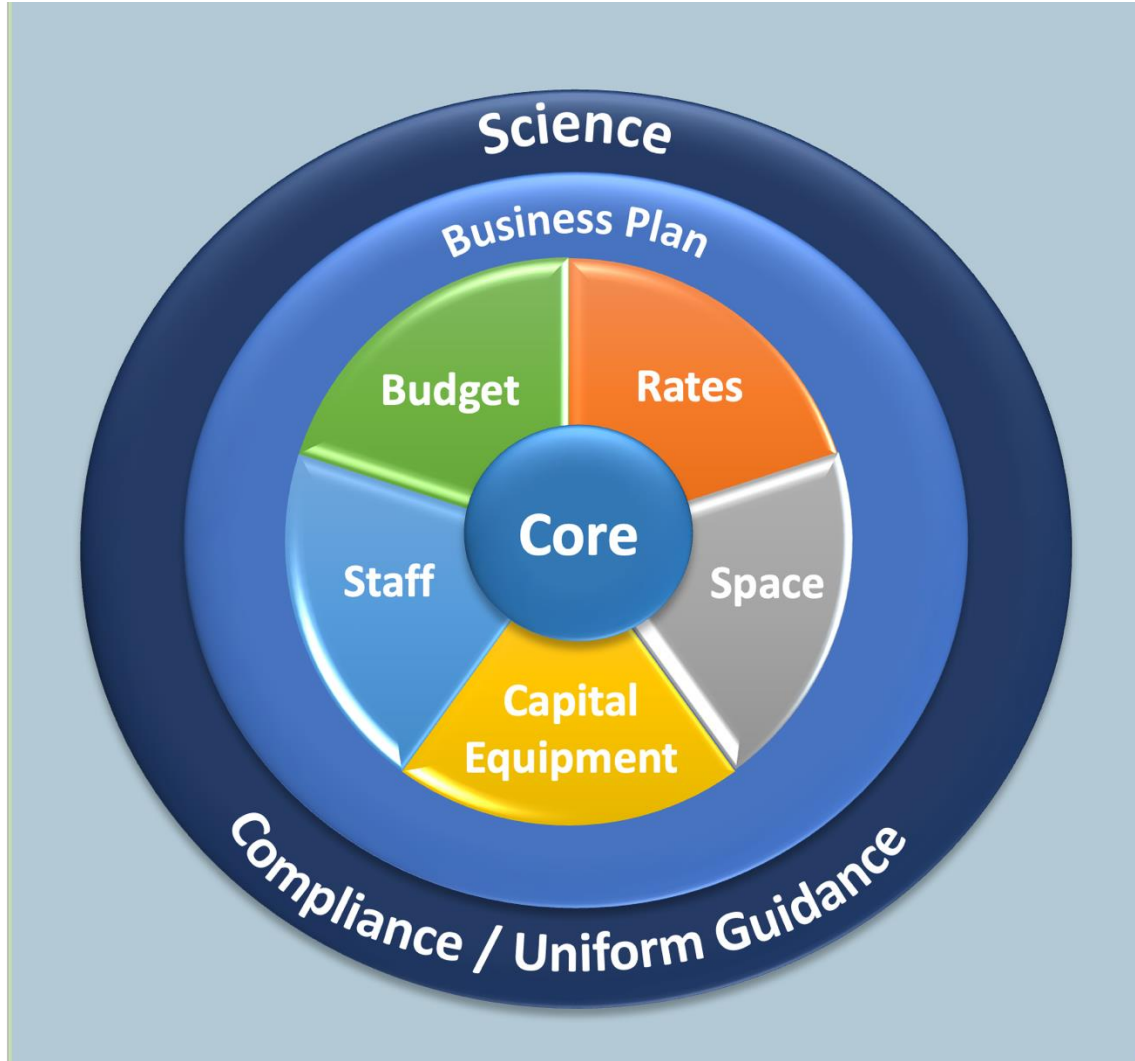 Science
Business Plan
Budget
Rates
Core
Staff
Space
Capital
Equipment
Compliance / Uniform Guidance